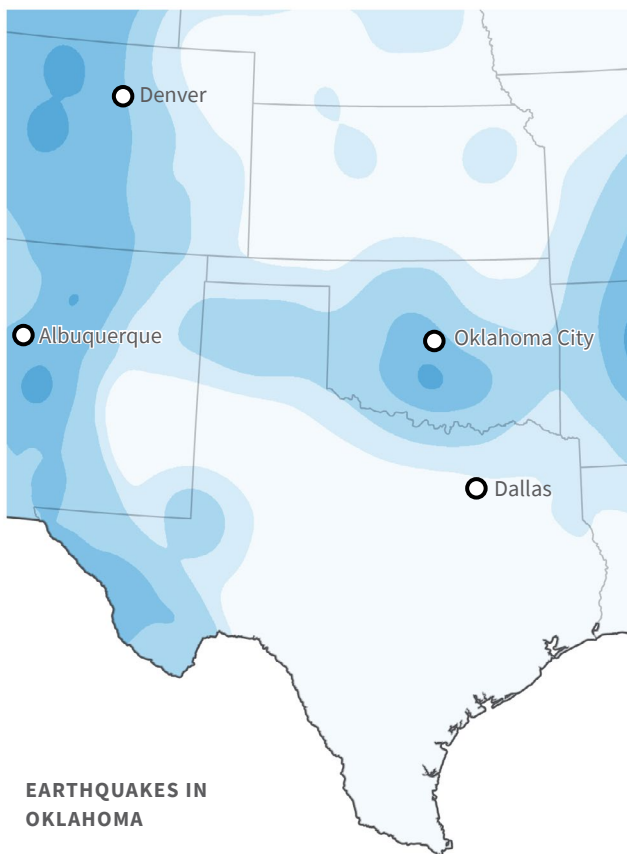 Denver
Albuquerque
Oklahoma City
Dallas
EARTHQUAKES IN
OKLAHOMA